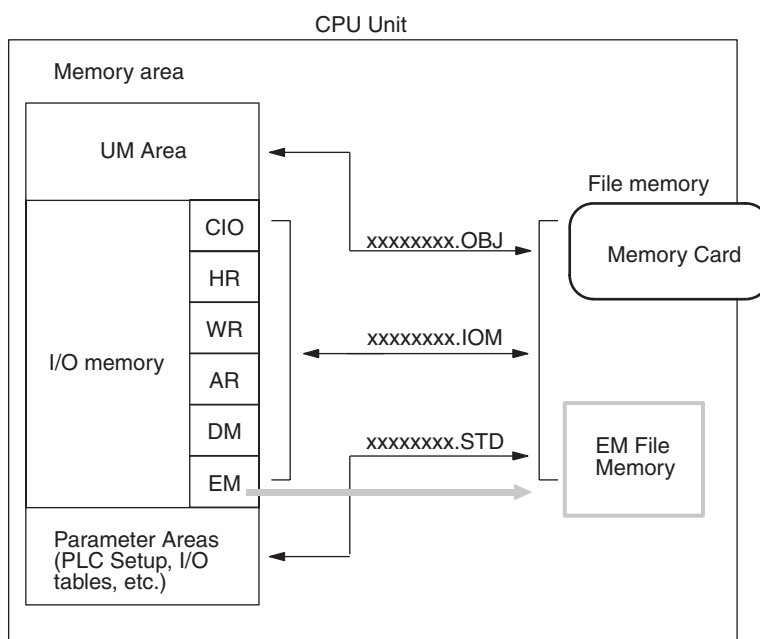 CPU Unit
Memory area
UM Area
I/O memory
CIO
HR
WR
AR
DM
EM
Parameter Areas
(PLC Setup, I/O
tables, etc.)
xxxxxxxx.OBJ
xxxxxxxx.IOM
xxxxxxxx.STD
File memory
Memory Card
EM File
Memory